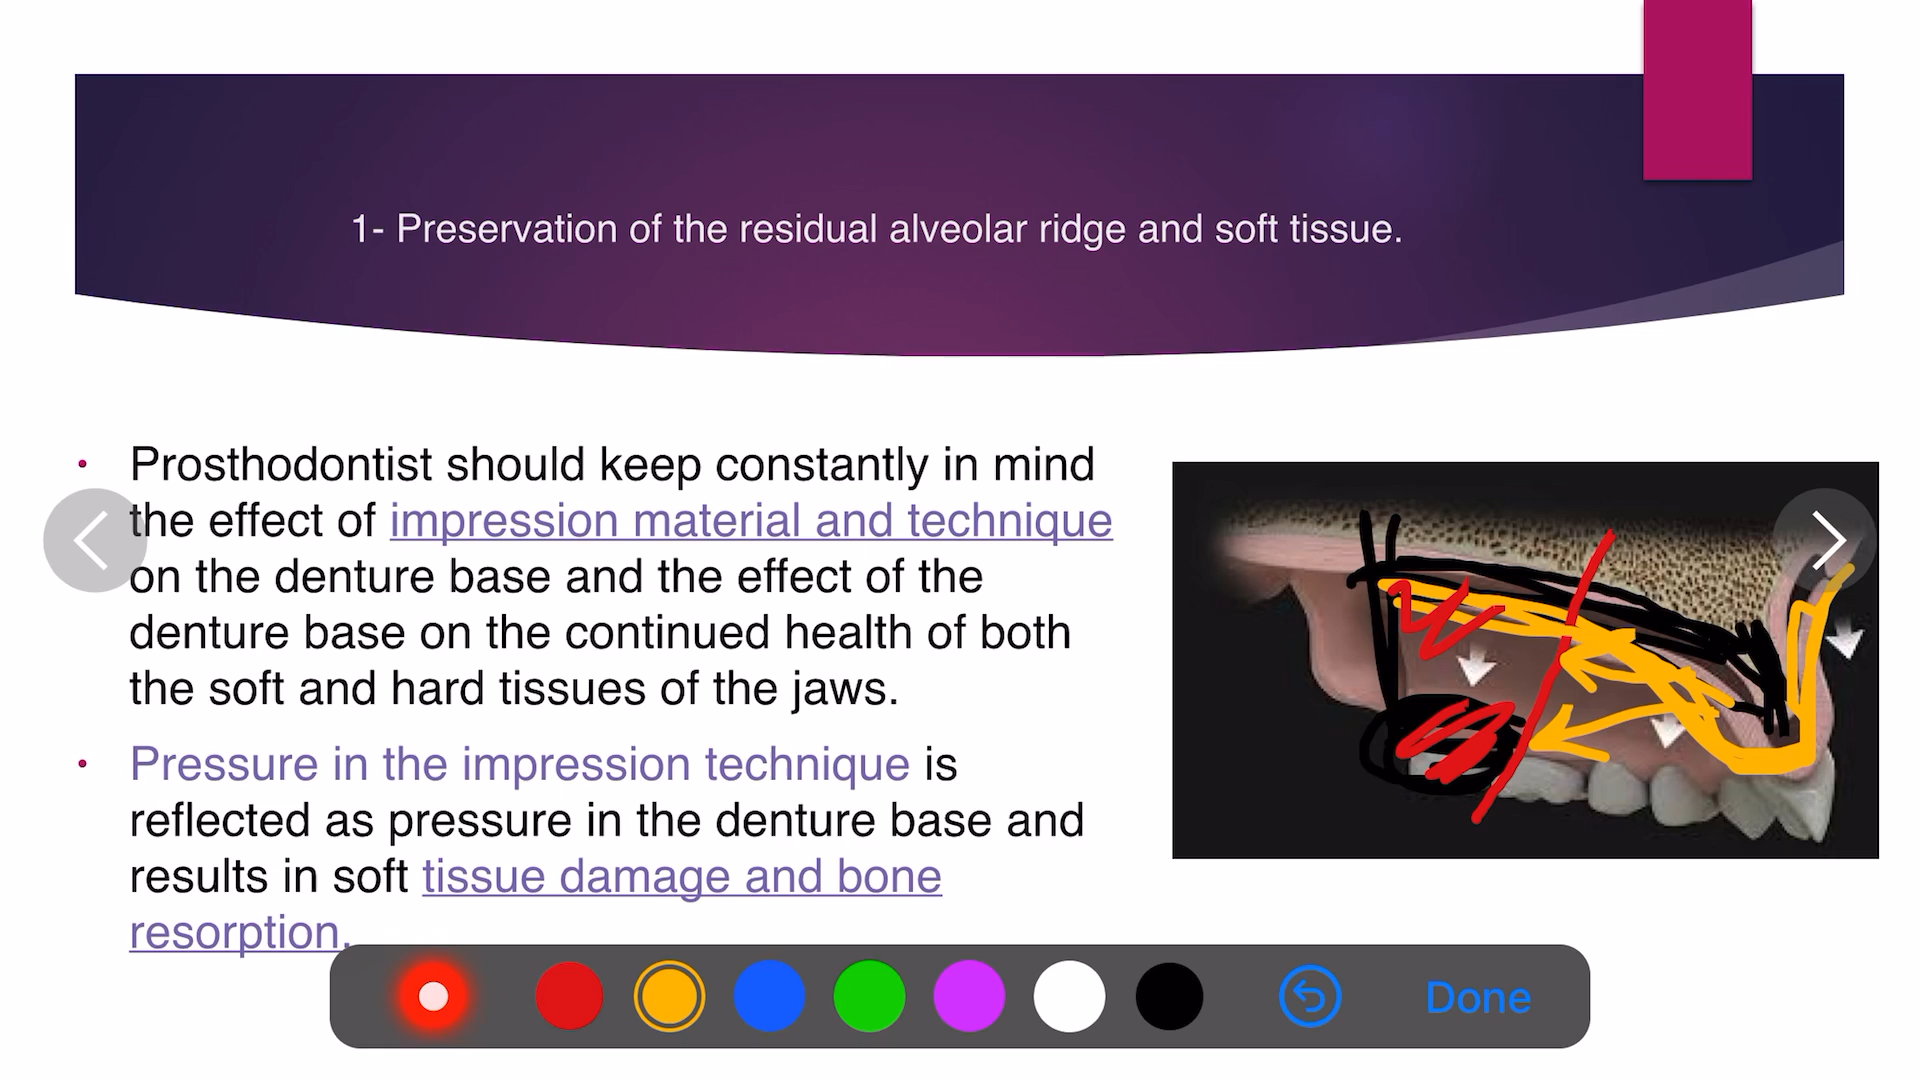 1- Preservation of the residual alveolar ridge and soft tissue.
• Prosthodontist should keep constantly in mind
the effect of impression material and technique
on the denture base and the effect of the
denture base on the continued health of both
the soft and hard tissues of the jaws.
• Pressure in the impression technique is
reflected as pressure in the denture base and
results in soft tissue damage and bone
resorption.
Done